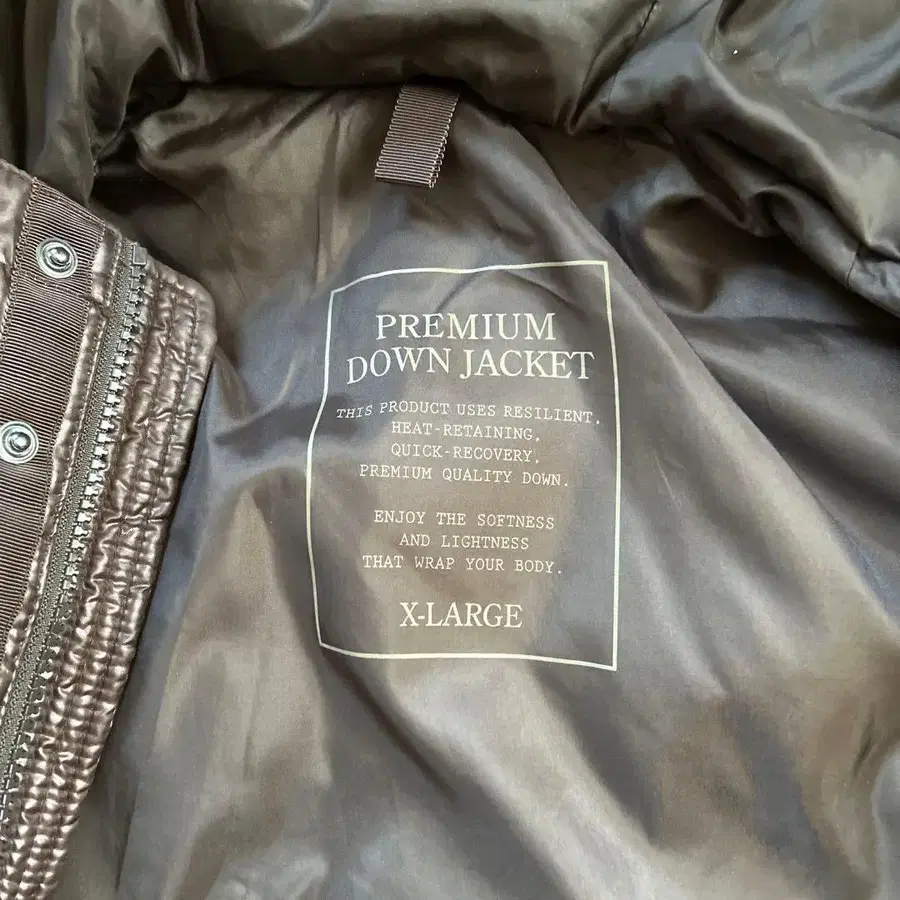 PREMIUM
DOWN JACKET
THIS PRODUCT USES RESILIENT,
HEAT-RETAINING,
QUICK-RECOVERY,
PREMIUM QUALITY DOWN.
ENJOY THE SOFTNESS
AND LIGHTNESS
THAT WRAP YOUR BODY.
X-LARGE